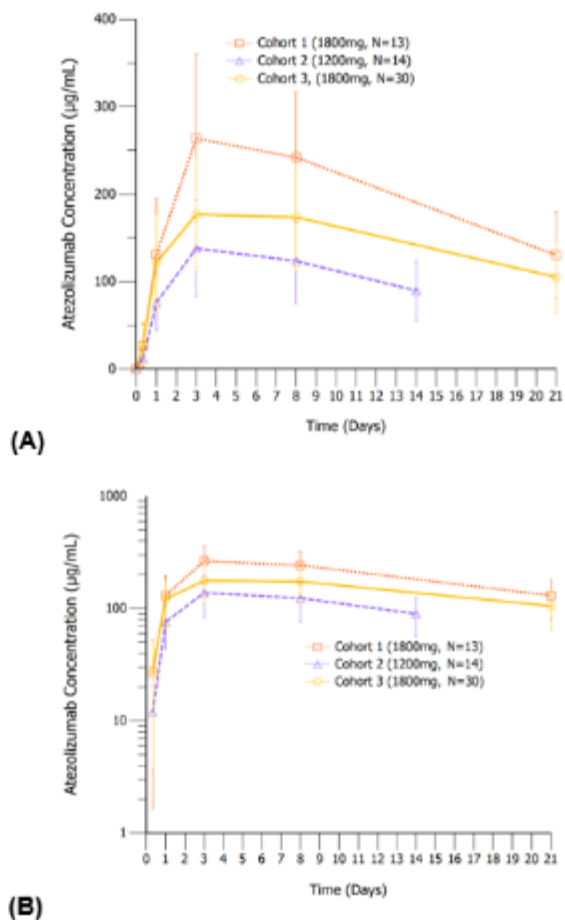 400
300
200
100
0
Atezolizumab Concentration (µg/mL)
Cohort 1 (1800mg, N=13)
Cohort 2 (1200mg, N=14)
Cohort 3, (1800mg, N=30)
0 1 2 3 4 5 6 7 8 9 10 11 12 13 14 15 16 17 18 19 20 21
Time (Days)
(A)
1000
100
10
1
Atezolizumab Concentration (µg/mL)
Cohort 1 (1800mg, N=13)
Cohort 2 (1200mg, N=14)
Cohort 3 (1800mg, N=30)
0 1 2 3 4 5 6 7 8 9 10 11 12 13 14 15 16 17 18 19 20 21
Time (Days)
(B)